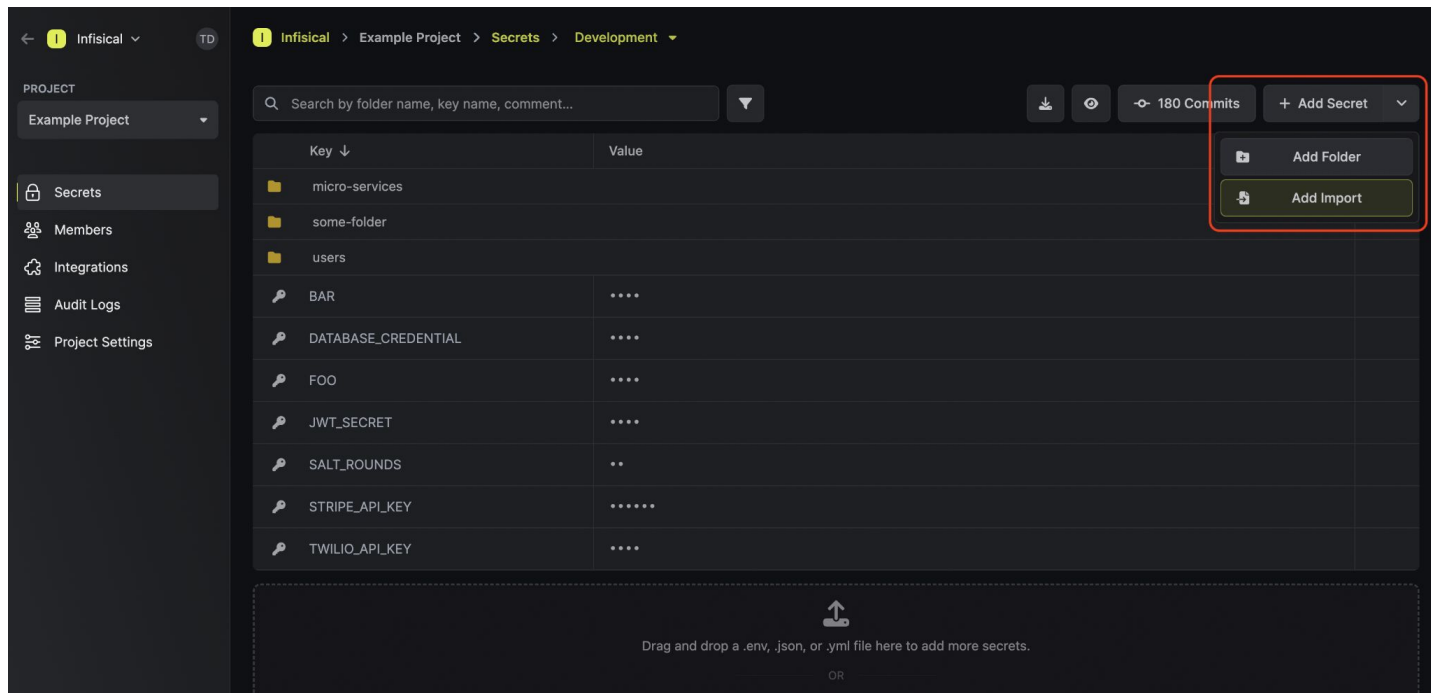 I Infisical TD
I Infisical > Example Project > Secrets > Development
PROJECT
Example Project
Search by folder name, key name, comment...
180 Commits
+ Add Secret
Add Folder
Add Import
Secrets
Members
Integrations
Audit Logs
Project Settings
Key ↓ Value
micro-services
some-folder
users
BAR ••••
DATABASE_CREDENTIAL ••••
FOO ••••
JWT_SECRET ••••
SALT_ROUNDS ••
STRIPE_API_KEY ••••••
TWILIO_API_KEY ••••
Drag and drop a .env, .json, or .yml file here to add more secrets.
OR